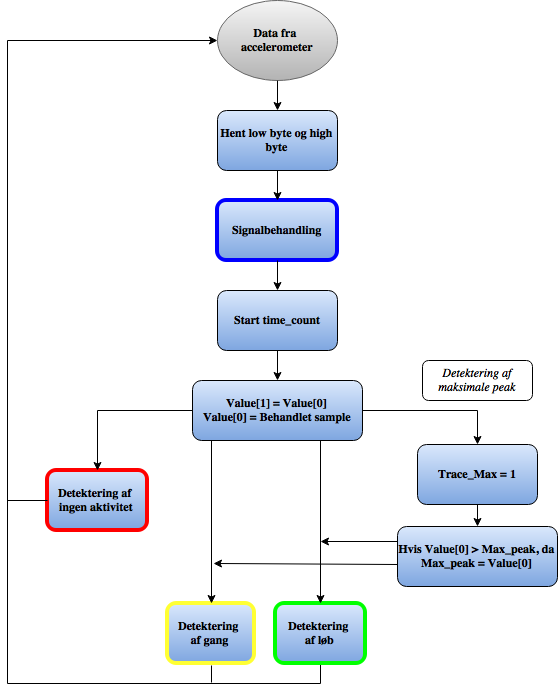 Data fra
accelerometer
Hent low byte og high
byte
Signalbehandling
Start time_count
Detektering af
maksimale peak
Value[1] = Value[0]
Value[0] = Behandlet sample
Trace_Max = 1
Detektering af
ingen aktivitet
Hvis Value[0] > Max_peak, da
Max_peak = Value[0]
Detektering
af gang
Detektering
af løb